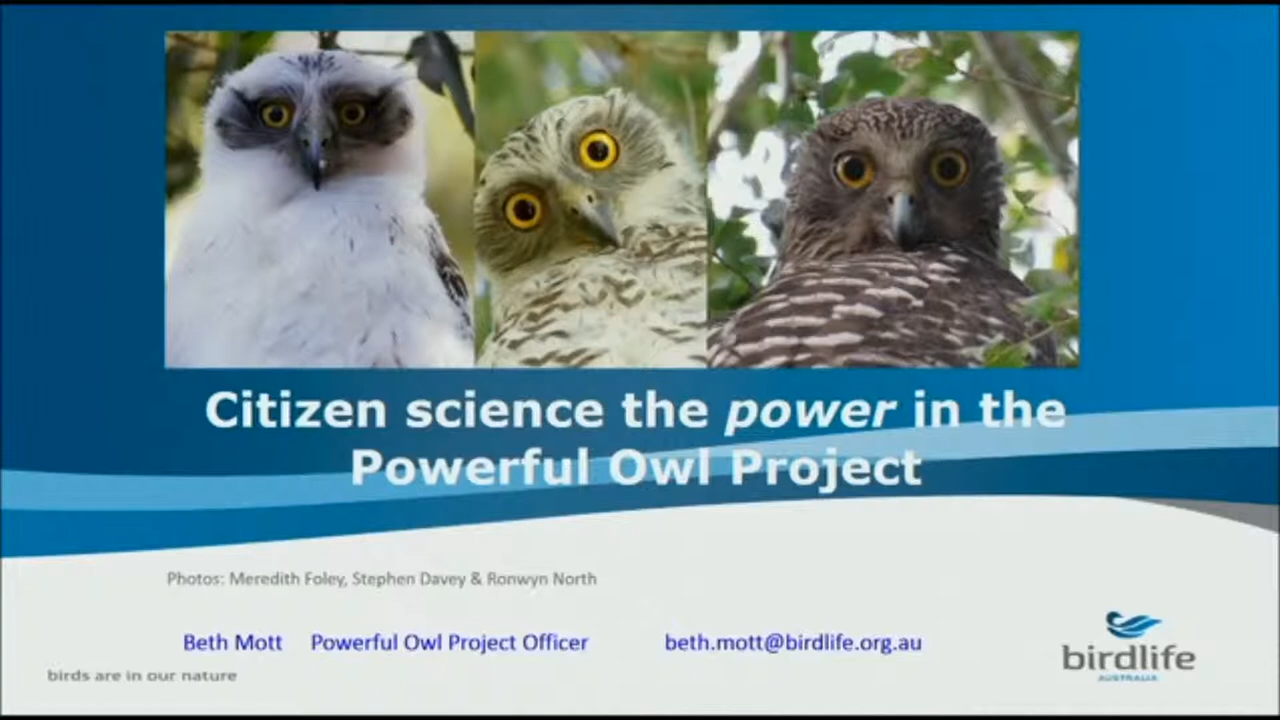 Citizen science the power in the
Powerful Owl Project
Photos: Meredith Foley, Stephen Davey & Ronwyn North
Beth Mott Powerful Owl Project Officer beth.mott@birdlife.org.au
birds are in our nature
birdlife
AUSTRALIA